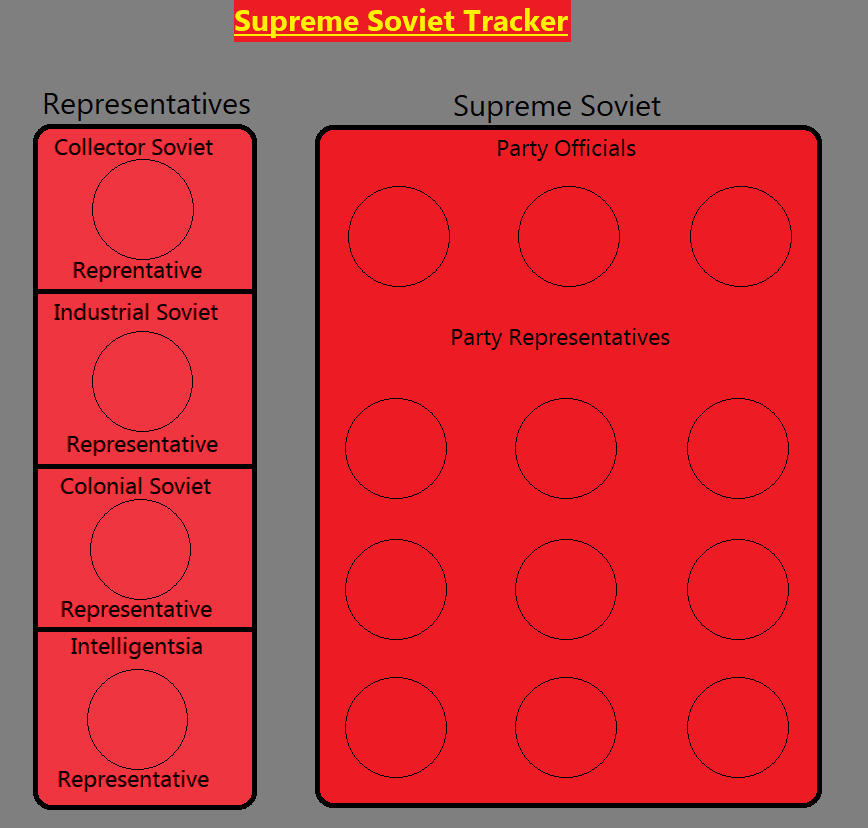 Supreme Soviet Tracker
Representatives
Collector Soviet
Reprentative
Industrial Soviet
Representative
Colonial Soviet
Representative
Intelligentsia
Representative
Supreme Soviet
Party Officials
Party Representatives